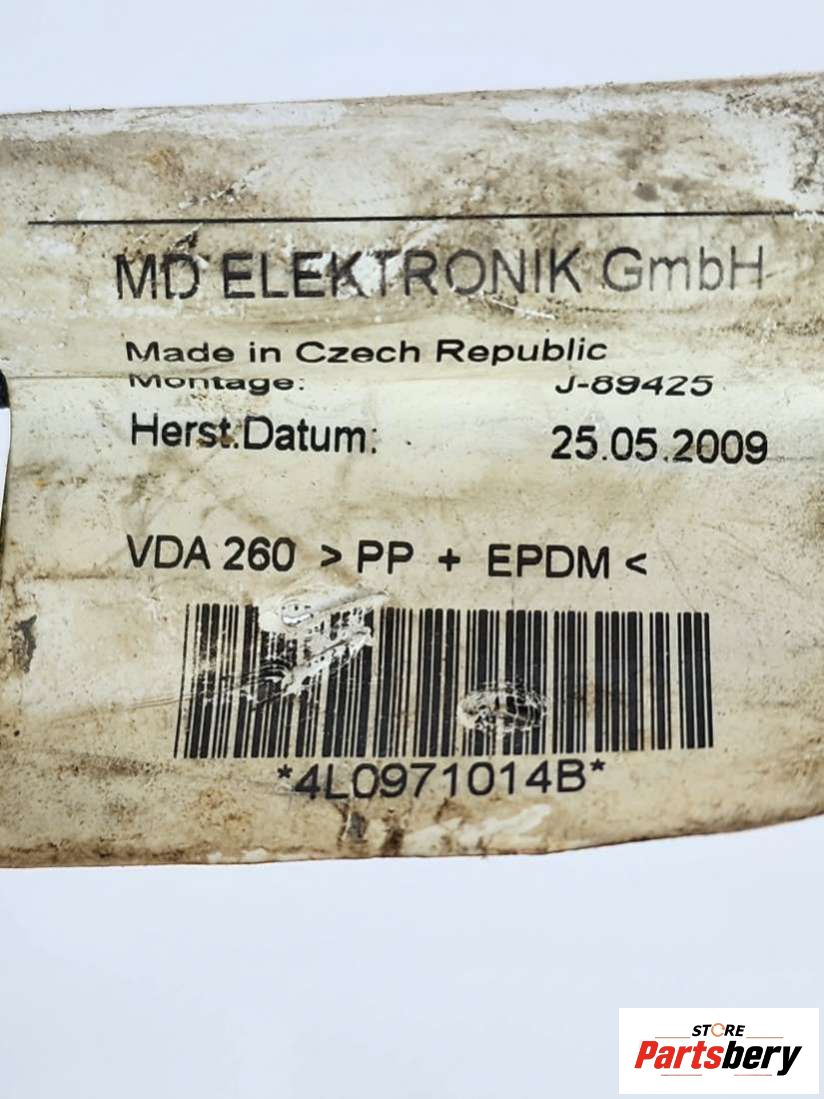 MD ELEKTRONIK GmbH
Made in Czech Republic
Montage: J-89425
Herst.Datum: 25.05.2009
VDA 260 > PP + EPDM <
*4L0971014B*
STORE
Partsbery